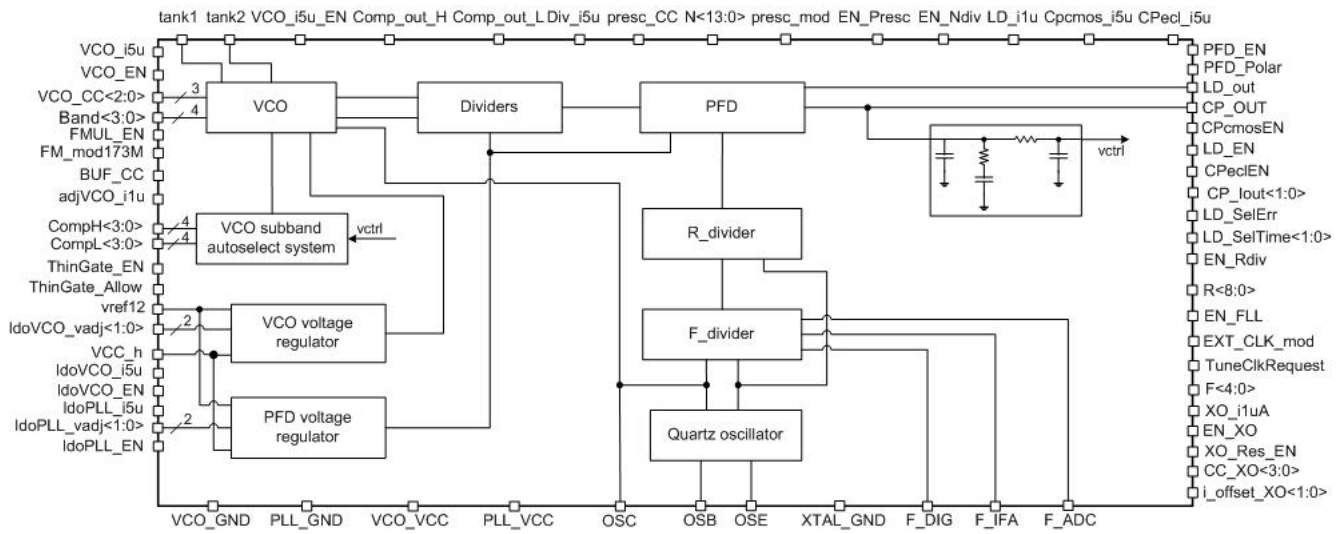 tank1 tank2 VCO_i5u_EN Comp_out_H Comp_out_L Div_i5u presc_CC N<13:0> presc_mod EN_Presc EN_Ndiv LD_i1u Cpcmos_i5u CPecl_i5u
VCO_i5u
VCO_EN
VCO_CC<2:0>
Band<3:0>
FMUL_EN
FM_mod173M
BUF_CC
adjVCO_i1u
CompH<3:0>
CompL<3:0>
ThinGate_EN
ThinGate_Allow
vref12
ldoVCO_vadj<1:0>
VCC_h
ldoVCO_i5u
ldoVCO_EN
ldoPLL_i5u
ldoPLL_vadj<1:0>
ldoPLL_EN
3
4
4
4
2
2
VCO
Dividers
PFD
vctrl
VCO subband
autoselect system
vctrl
R_divider
VCO voltage
regulator
F_divider
PFD voltage
regulator
Quartz oscillator
PFD_EN
PFD_Polar
LD_out
CP_OUT
CPcmosEN
LD_EN
CPeclEN
CP_Iout<1:0>
LD_SelErr
LD_SelTime<1:0>
EN_Rdiv
R<8:0>
EN_FLL
EXT_CLK_mod
TuneClkRequest
F<4:0>
XO_i1uA
EN_XO
XO_Res_EN
CC_XO<3:0>
i_offset_XO<1:0>
VCO_GND PLL_GND VCO_VCC PLL_VCC OSC OSB OSE XTAL_GND F_DIG F_IFA F_ADC